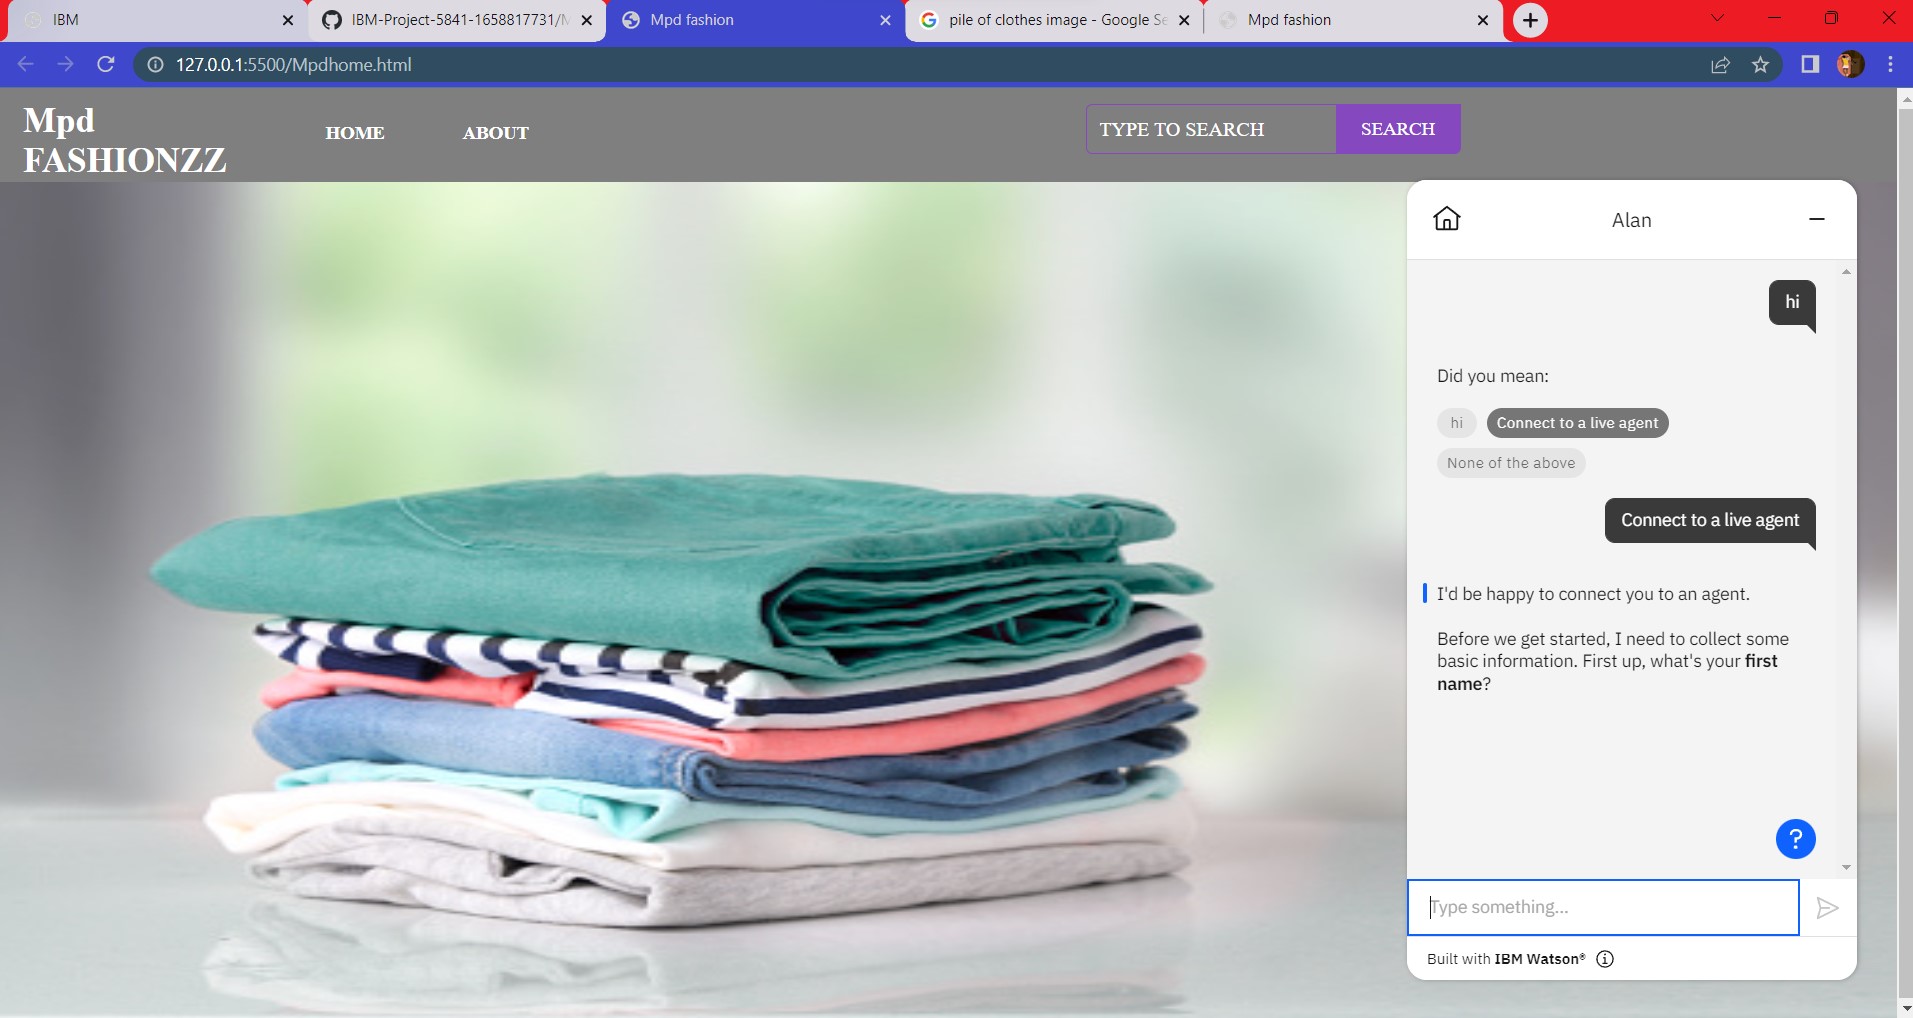 IBM
IBM-Project-5841-1658817731/M
Mpd fashion
pile of clothes image - Google Se
Mpd fashion
127.0.0.1:5500/Mpdhome.html
Mpd
FASHIONZZ
HOME
ABOUT
TYPE TO SEARCH
SEARCH
Alan
hi
Did you mean:
hi
Connect to a live agent
None of the above
Connect to a live agent
I'd be happy to connect you to an agent.
Before we get started, I need to collect some
basic information. First up, what's your first
name?
?
Type something...
Built with IBM Watson®